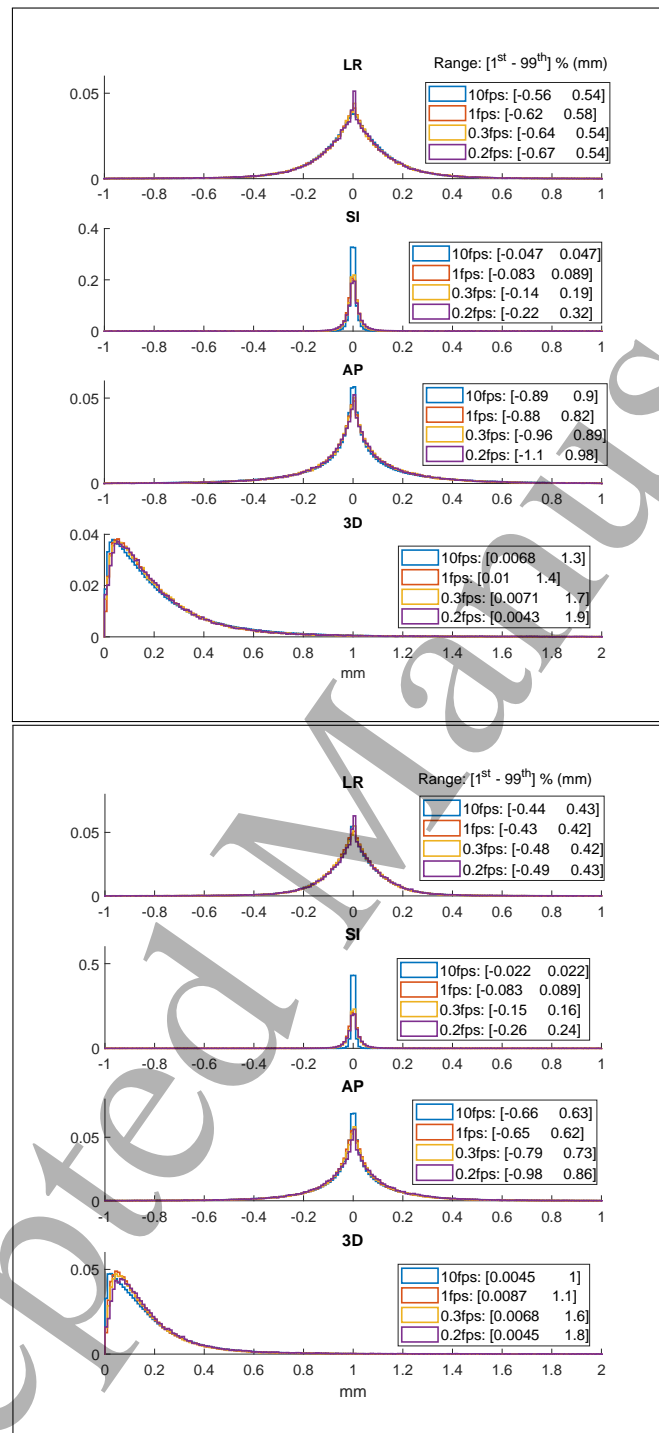 LR
Range: [1st - 99th] % (mm)
0.05
0
10fps: [-0.56 0.54]
1fps: [-0.62 0.58]
0.3fps: [-0.64 0.54]
0.2fps: [-0.67 0.54]
-1 -0.8 -0.6 -0.4 -0.2 0 0.2 0.4 0.6 0.8 1
SI
0.4
0.2
0
10fps: [-0.047 0.047]
1fps: [-0.083 0.089]
0.3fps: [-0.14 0.19]
0.2fps: [-0.22 0.32]
-1 -0.8 -0.6 -0.4 -0.2 0 0.2 0.4 0.6 0.8 1
AP
0.05
0
10fps: [-0.89 0.9]
1fps: [-0.88 0.82]
0.3fps: [-0.96 0.89]
0.2fps: [-1.1 0.98]
-1 -0.8 -0.6 -0.4 -0.2 0 0.2 0.4 0.6 0.8 1
3D
0.04
0.02
0
10fps: [0.0068 1.3]
1fps: [0.01 1.4]
0.3fps: [0.0071 1.7]
0.2fps: [0.0043 1.9]
0 0.2 0.4 0.6 0.8 1 1.2 1.4 1.6 1.8 2
mm
LR
Range: [1st - 99th] % (mm)
0.05
0
10fps: [-0.44 0.43]
1fps: [-0.43 0.42]
0.3fps: [-0.48 0.42]
0.2fps: [-0.49 0.43]
-1 -0.8 -0.6 -0.4 -0.2 0 0.2 0.4 0.6 0.8 1
SI
0.5
0
10fps: [-0.022 0.022]
1fps: [-0.083 0.089]
0.3fps: [-0.15 0.16]
0.2fps: [-0.26 0.24]
-1 -0.8 -0.6 -0.4 -0.2 0 0.2 0.4 0.6 0.8 1
AP
0.05
0
10fps: [-0.66 0.63]
1fps: [-0.65 0.62]
0.3fps: [-0.79 0.73]
0.2fps: [-0.98 0.86]
-1 -0.8 -0.6 -0.4 -0.2 0 0.2 0.4 0.6 0.8 1
3D
0.05
0
10fps: [0.0045 1]
1fps: [0.0087 1.1]
0.3fps: [0.0068 1.6]
0.2fps: [0.0045 1.8]
0 0.2 0.4 0.6 0.8 1 1.2 1.4 1.6 1.8 2
mm
pted Manus